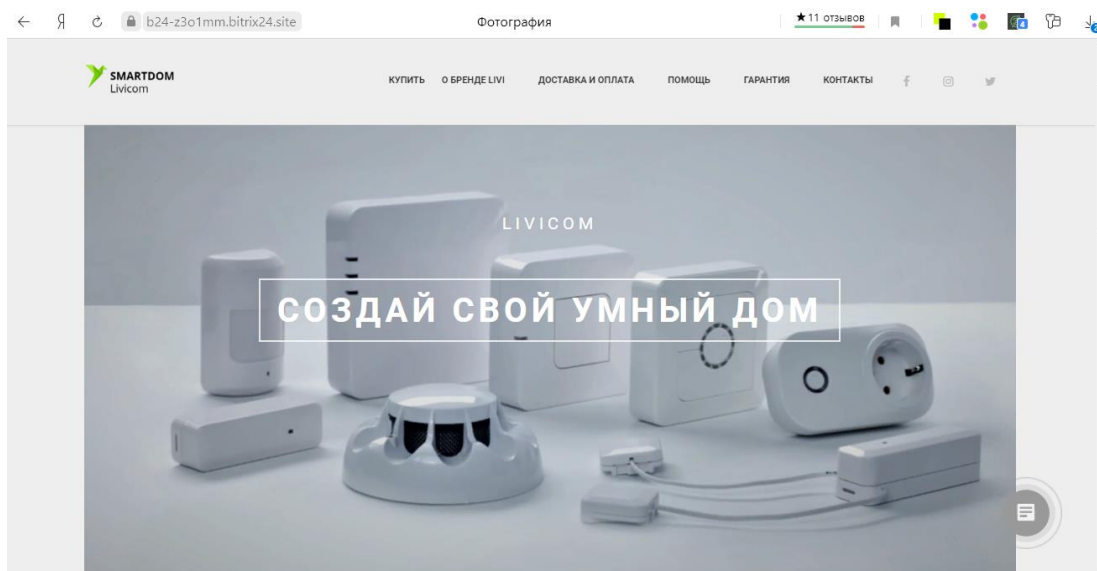 b24-z3o1mm.bitrix24.site
Фотография
★11 отзывов
SMARTDOM
Livicom
КУПИТЬ
О БРЕНДЕ LIVI
ДОСТАВКА И ОПЛАТА
ПОМОЩЬ
ГАРАНТИЯ
КОНТАКТЫ
LIVICOM
СОЗДАЙ СВОЙ УМНЫЙ ДОМ